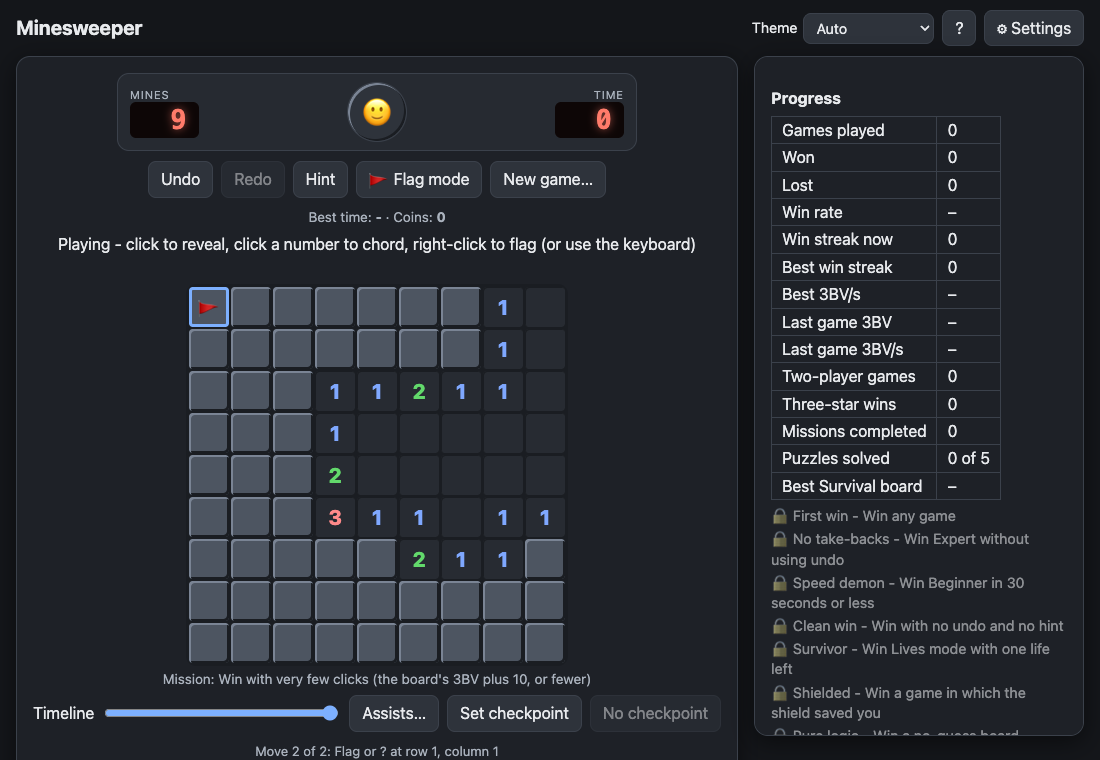 Minesweeper
Theme Auto ? ⚙ Settings
MINES
9
TIME
0
Undo Redo Hint Flag mode New game...
Best time: - · Coins: 0
Playing - click to reveal, click a number to chord, right-click to flag (or use the keyboard)
1
1
1 1 2 1 1
1
2
3 1 1 1 1
2 1 1
Mission: Win with very few clicks (the board's 3BV plus 10, or fewer)
Timeline Assists... Set checkpoint No checkpoint
Move 2 of 2: Flag or ? at row 1, column 1
Progress
Games played 0
Won 0
Lost 0
Win rate –
Win streak now 0
Best win streak 0
Best 3BV/s –
Last game 3BV –
Last game 3BV/s –
Two-player games 0
Three-star wins 0
Missions completed 0
Puzzles solved 0 of 5
Best Survival board –
First win - Win any game
No take-backs - Win Expert without
using undo
Speed demon - Win Beginner in 30
seconds or less
Clean win - Win with no undo and no hint
Survivor - Win Lives mode with one life
left
Shielded - Win a game in which the
shield saved you
Pure logic - Win a no-guess board